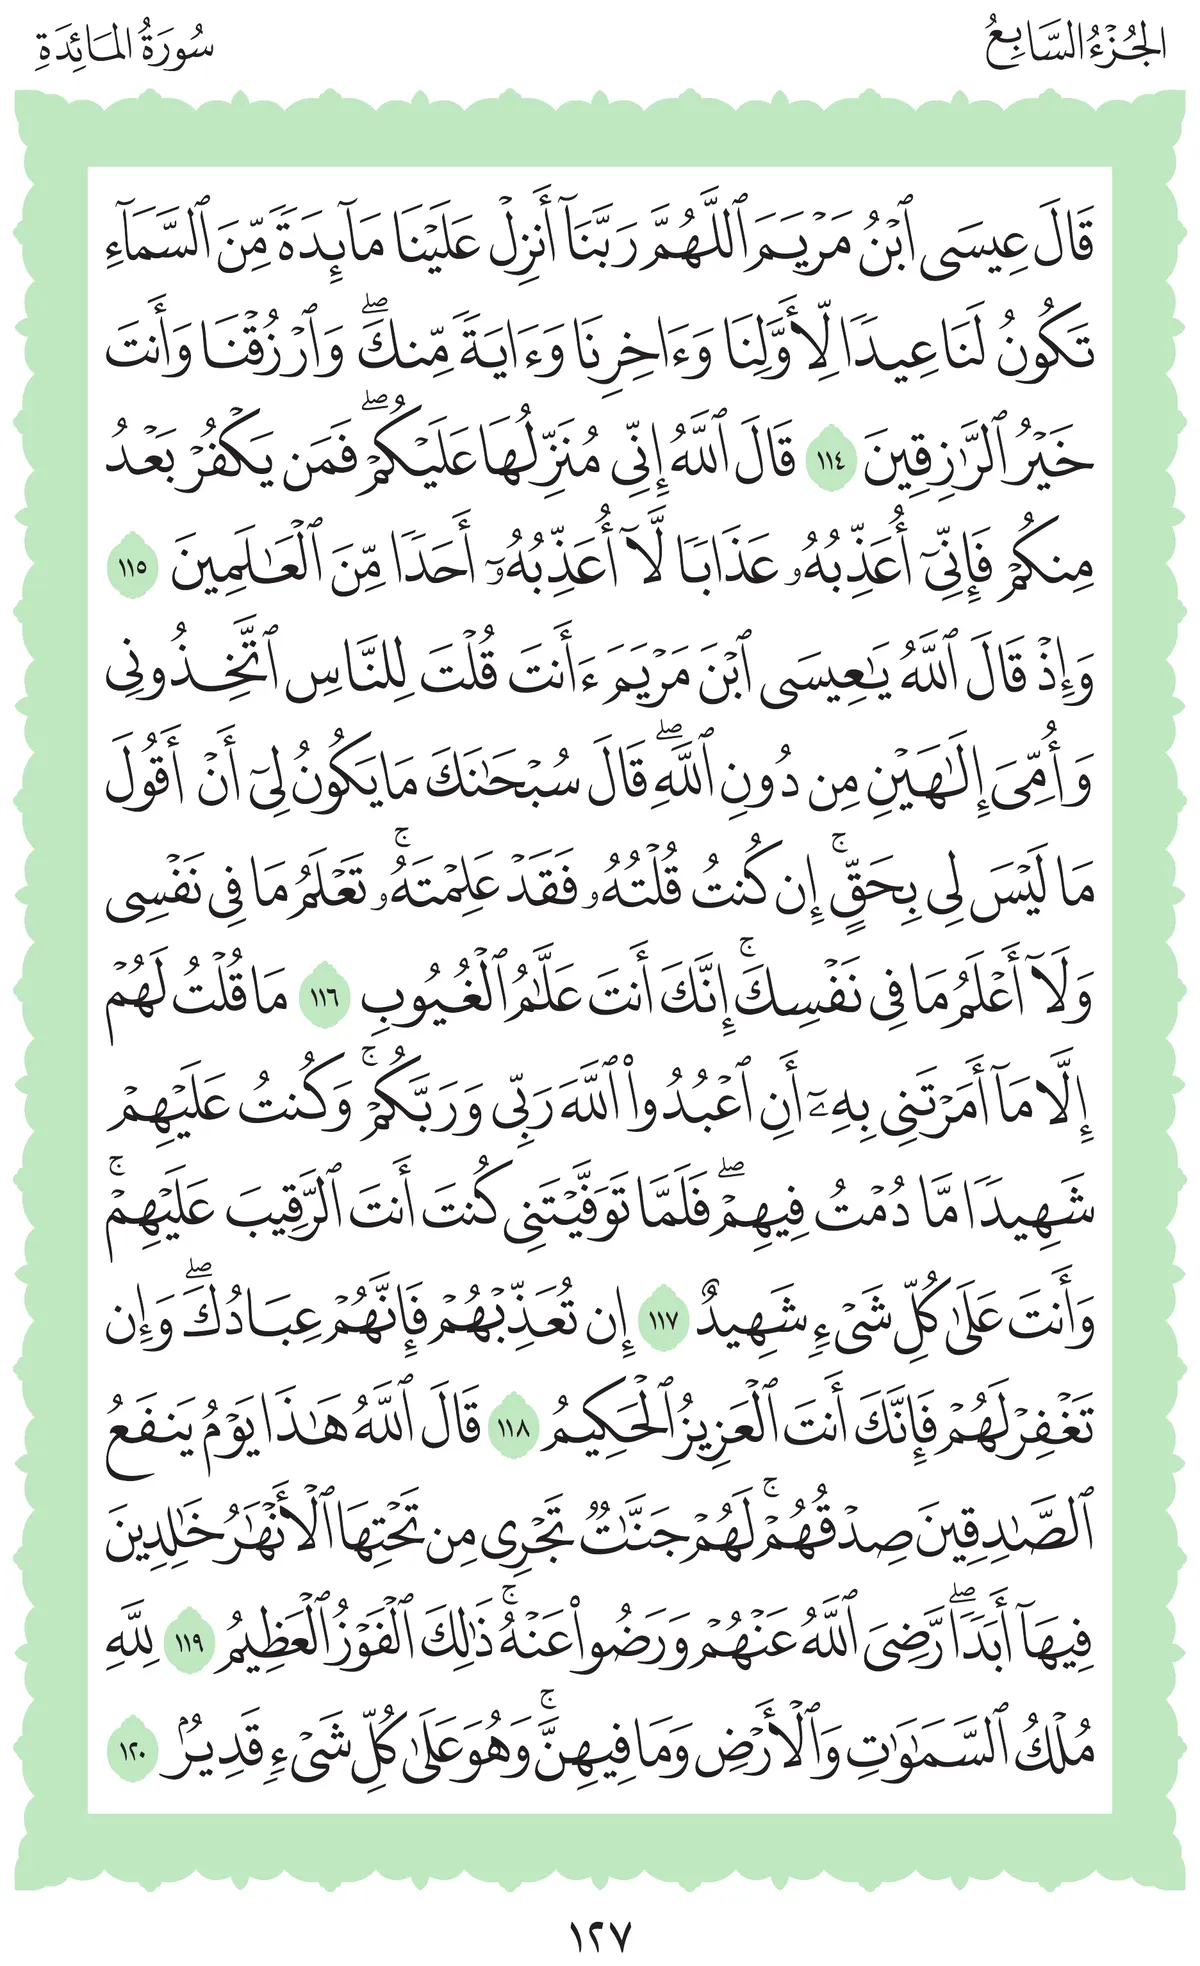 الجُزْءُ السَّابِعُ
سُورَةُ المَائِدَةِ
قَالَ عِيسَى ٱبْنُ مَرْيَمَ ٱللَّهُمَّ رَبَّنَآ أَنزِلْ عَلَيْنَا مَآئِدَةً مِّنَ ٱلسَّمَآءِ
تَكُونُ لَنَا عِيدًا لِّأَوَّلِنَا وَءَاخِرِنَا وَءَايَةً مِّنكَۖ وَٱرْزُقْنَا وَأَنتَ
خَيْرُ ٱلرَّٰزِقِينَ ١١٤ قَالَ ٱللَّهُ إِنِّى مُنَزِّلُهَا عَلَيْكُمْۖ فَمَن يَكْفُرْ بَعْدُ
مِنكُمْ فَإِنِّىٓ أُعَذِّبُهُۥ عَذَابًا لَّآ أُعَذِّبُهُۥٓ أَحَدًا مِّنَ ٱلْعَٰلَمِينَ ١١٥
وَإِذْ قَالَ ٱللَّهُ يَٰعِيسَى ٱبْنَ مَرْيَمَ ءَأَنتَ قُلْتَ لِلنَّاسِ ٱتَّخِذُونِى
وَأُمِّىَ إِلَٰهَيْنِ مِن دُونِ ٱللَّهِۖ قَالَ سُبْحَٰنَكَ مَا يَكُونُ لِىٓ أَنْ أَقُولَ
مَا لَيْسَ لِى بِحَقٍّۚ إِن كُنتُ قُلْتُهُۥ فَقَدْ عَلِمْتَهُۥۚ تَعْلَمُ مَا فِى نَفْسِى
وَلَآ أَعْلَمُ مَا فِى نَفْسِكَۚ إِنَّكَ أَنتَ عَلَّٰمُ ٱلْغُيُوبِ ١١٦ مَا قُلْتُ لَهُمْ
إِلَّا مَآ أَمَرْتَنِى بِهِۦٓ أَنِ ٱعْبُدُوا۟ ٱللَّهَ رَبِّى وَرَبَّكُمْۚ وَكُنتُ عَلَيْهِمْ
شَهِيدًا مَّا دُمْتُ فِيهِمْۖ فَلَمَّا تَوَفَّيْتَنِى كُنتَ أَنتَ ٱلرَّقِيبَ عَلَيْهِمْۚ
وَأَنتَ عَلَىٰ كُلِّ شَىْءٍ شَهِيدٌ ١١٧ إِن تُعَذِّبْهُمْ فَإِنَّهُمْ عِبَادُكَۖ وَإِن
تَغْفِرْ لَهُمْ فَإِنَّكَ أَنتَ ٱلْعَزِيزُ ٱلْحَكِيمُ ١١٨ قَالَ ٱللَّهُ هَٰذَا يَوْمُ يَنفَعُ
ٱلصَّٰدِقِينَ صِدْقُهُمْۚ لَهُمْ جَنَّٰتٌ تَجْرِى مِن تَحْتِهَا ٱلْأَنْهَٰرُ خَٰلِدِينَ
فِيهَآ أَبَدًاۖ رَّضِىَ ٱللَّهُ عَنْهُمْ وَرَضُوا۟ عَنْهُۚ ذَٰلِكَ ٱلْفَوْزُ ٱلْعَظِيمُ ١١٩ لِلَّهِ
مُلْكُ ٱلسَّمَٰوَٰتِ وَٱلْأَرْضِ وَمَا فِيهِنَّۚ وَهُوَ عَلَىٰ كُلِّ شَىْءٍ قَدِيرٌۢ ١٢٠
١٢٧